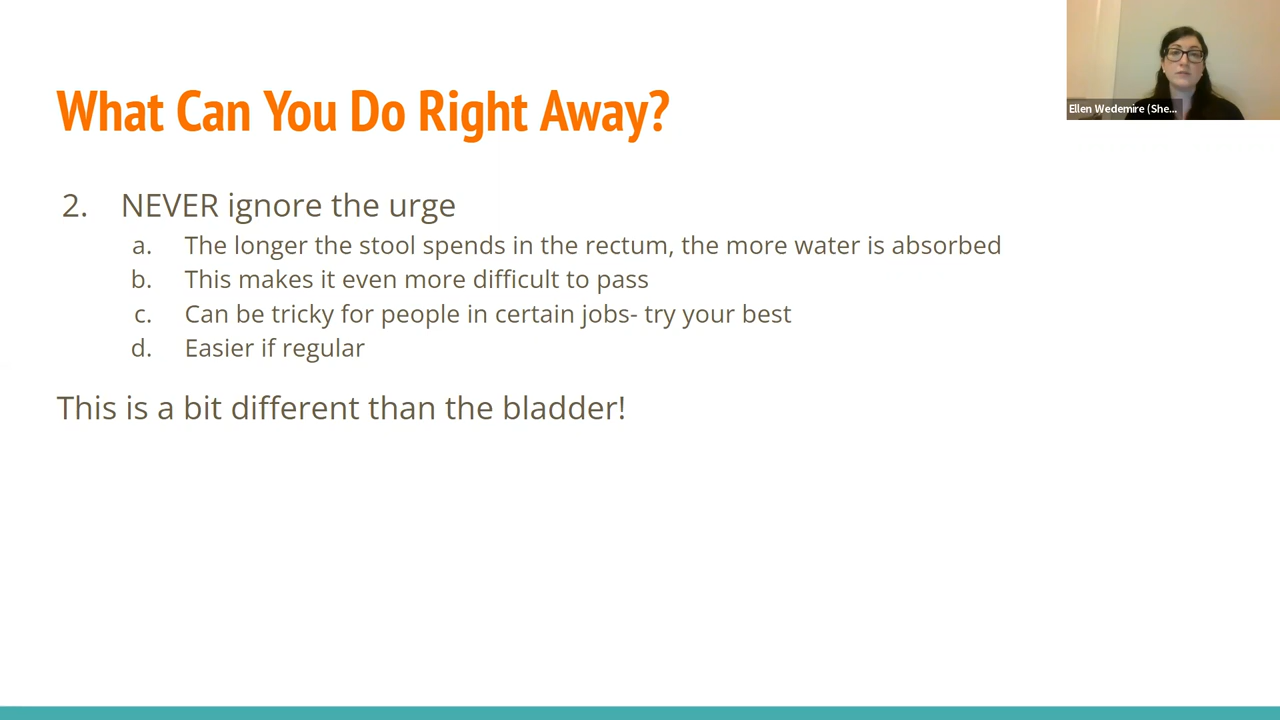 What Can You Do Right Away?
Ellen Wedemire (She...
2. NEVER ignore the urge
a. The longer the stool spends in the rectum, the more water is absorbed
b. This makes it even more difficult to pass
c. Can be tricky for people in certain jobs- try your best
d. Easier if regular
This is a bit different than the bladder!